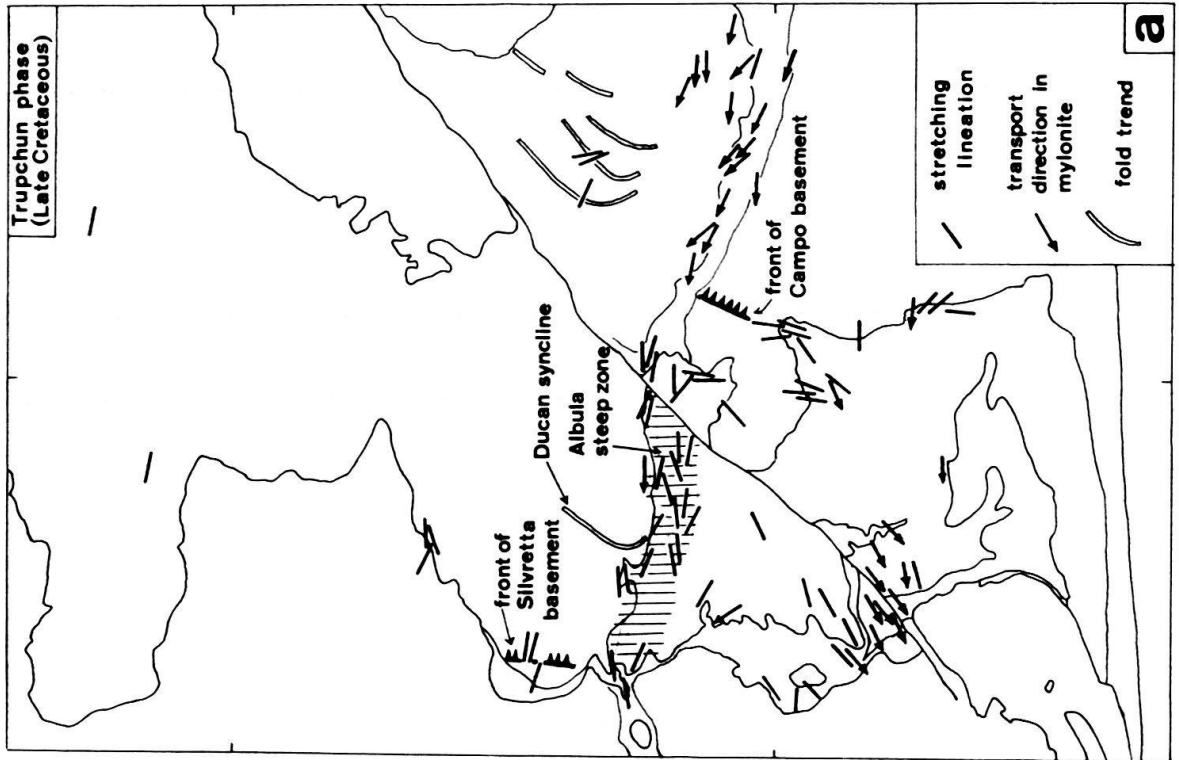 Trupchun phase
(Late Cretaceous)
front of
Silvretta
basement
Ducan syncline
Albula
steep zone
front of
Campo basement
stretching
lineation
transport
direction in
mylonite
fold trend
a